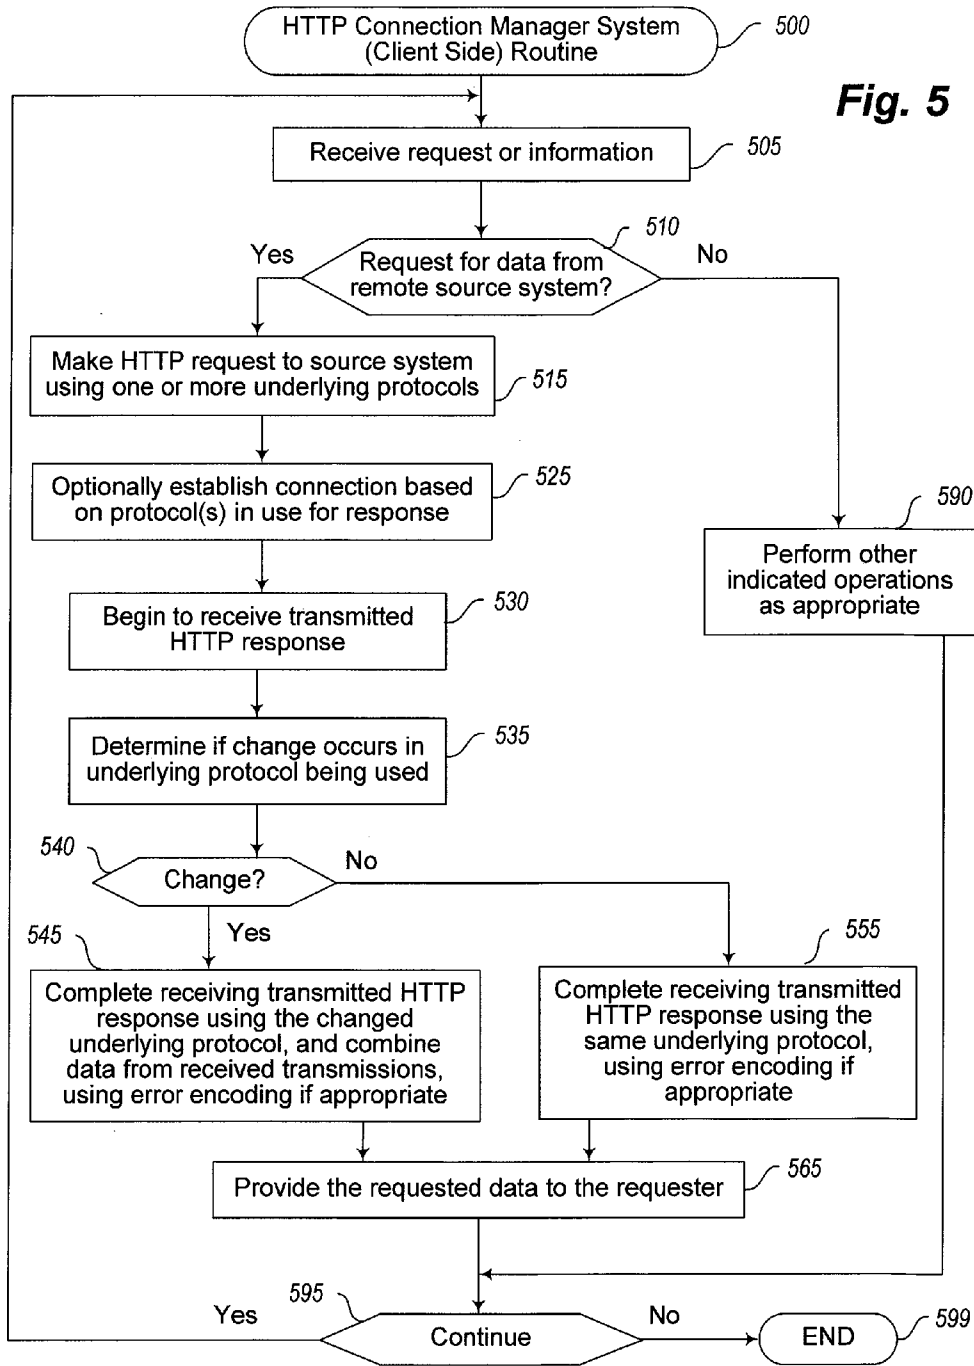 HTTP Connection Manager System
(Client Side) Routine
500
Fig. 5
Receive request or information
505
510
Yes
Request for data from
remote source system?
No
Make HTTP request to source system
using one or more underlying protocols
515
Optionally establish connection based
on protocol(s) in use for response
525
590
Perform other
indicated operations
as appropriate
Begin to receive transmitted
HTTP response
530
Determine if change occurs in
underlying protocol being used
535
540
Change?
No
Yes
545
Complete receiving transmitted HTTP
response using the changed
underlying protocol, and combine
data from received transmissions,
using error encoding if appropriate
555
Complete receiving transmitted
HTTP response using the
same underlying protocol,
using error encoding if
appropriate
Provide the requested data to the requester
565
595
Yes
Continue
No
END
599